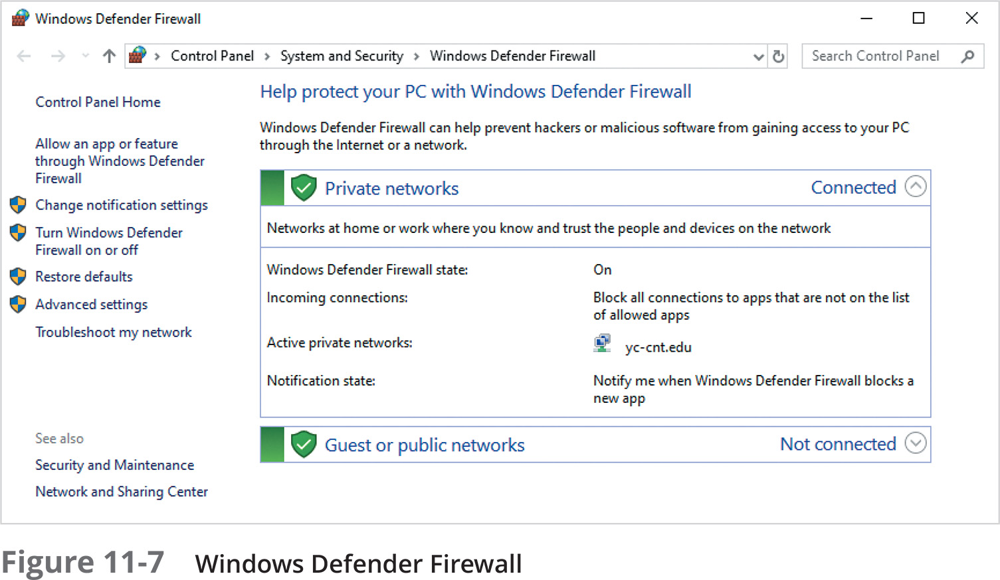 Windows Defender Firewall
Control Panel > System and Security > Windows Defender Firewall
Search Control Panel
Control Panel Home
Allow an app or feature
through Windows Defender
Firewall
Change notification settings
Turn Windows Defender
Firewall on or off
Restore defaults
Advanced settings
Troubleshoot my network
See also
Security and Maintenance
Network and Sharing Center
Help protect your PC with Windows Defender Firewall
Windows Defender Firewall can help prevent hackers or malicious software from gaining access to your PC
through the Internet or a network.
Private networks Connected
Networks at home or work where you know and trust the people and devices on the network
Windows Defender Firewall state: On
Incoming connections: Block all connections to apps that are not on the list
of allowed apps
Active private networks: yc-cnt.edu
Notification state: Notify me when Windows Defender Firewall blocks a
new app
Guest or public networks Not connected
Figure 11-7 Windows Defender Firewall